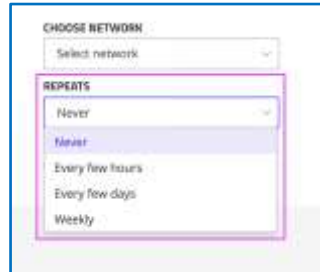 CHOOSE NETWORK
Select network
REPEATS
Never
Never
Every few hours
Every few days
Weekly